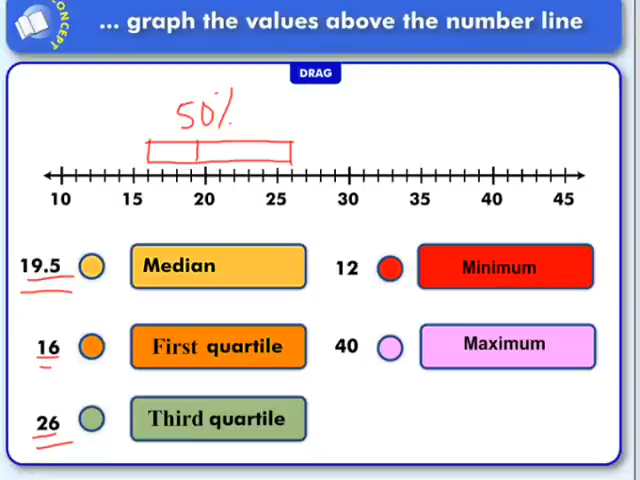 CONCEPT
... graph the values above the number line
DRAG
50%
10 15 20 25 30 35 40 45
19.5 Median 12 Minimum
16 First quartile 40 Maximum
26 Third quartile